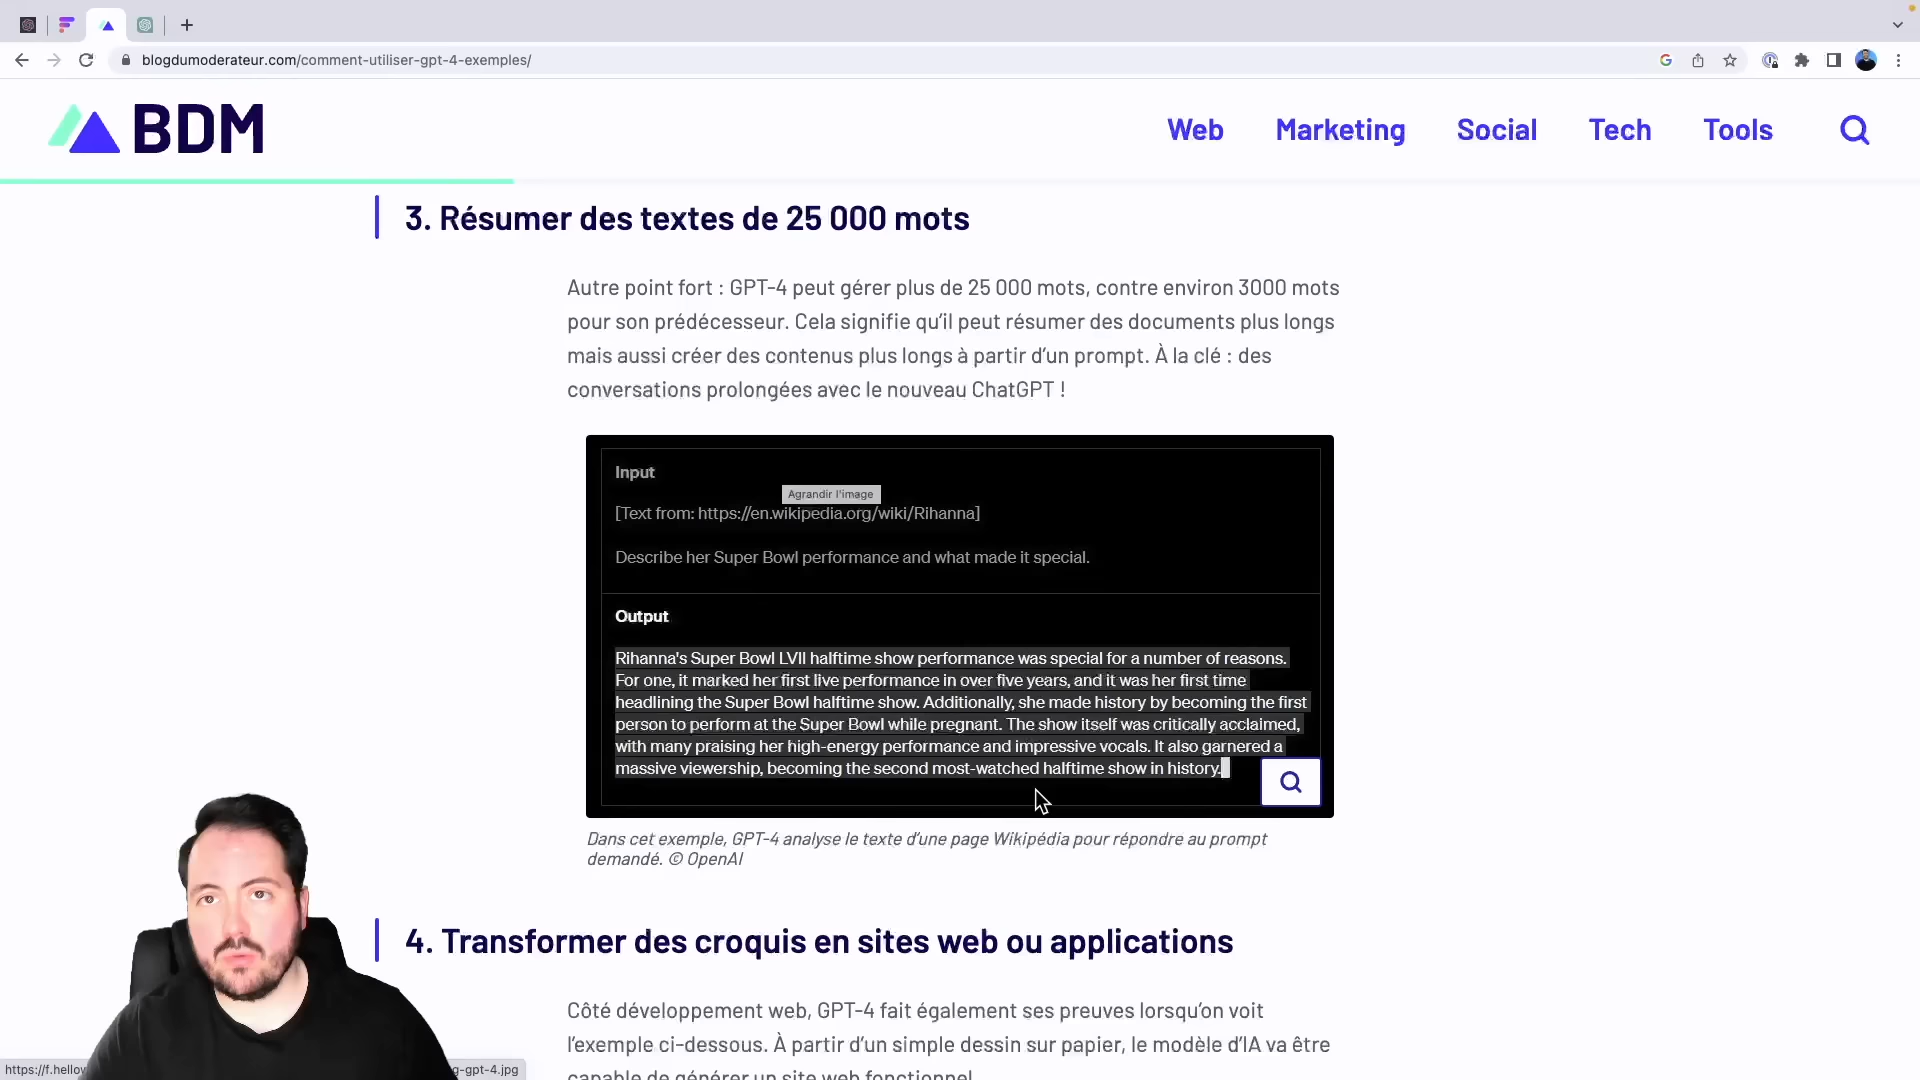 blogdumoderateur.com/comment-utiliser-gpt-4-exemples/
BDM
Web
Marketing
Social
Tech
Tools
3. Résumer des textes de 25 000 mots
Autre point fort : GPT-4 peut gérer plus de 25 000 mots, contre environ 3000 mots
pour son prédécesseur. Cela signifie qu'il peut résumer des documents plus longs
mais aussi créer des contenus plus longs à partir d'un prompt. À la clé : des
conversations prolongées avec le nouveau ChatGPT !
Input
Agrandir l'image
[Text from: https://en.wikipedia.org/wiki/Rihanna]
Describe her Super Bowl performance and what made it special.
Output
Rihanna's Super Bowl LVII halftime show performance was special for a number of reasons.
For one, it marked her first live performance in over five years, and it was her first time
headlining the Super Bowl halftime show. Additionally, she made history by becoming the first
person to perform at the Super Bowl while pregnant. The show itself was critically acclaimed,
with many praising her high-energy performance and impressive vocals. It also garnered a
massive viewership, becoming the second most-watched halftime show in history.
Dans cet exemple, GPT-4 analyse le texte d'une page Wikipédia pour répondre au prompt
demandé. © OpenAI
4. Transformer des croquis en sites web ou applications
Côté développement web, GPT-4 fait également ses preuves lorsqu'on voit
l'exemple ci-dessous. À partir d'un simple dessin sur papier, le modèle d'IA va être
capable de générer un site web fonctionnel
https://f.hellow
g-gpt-4.jpg